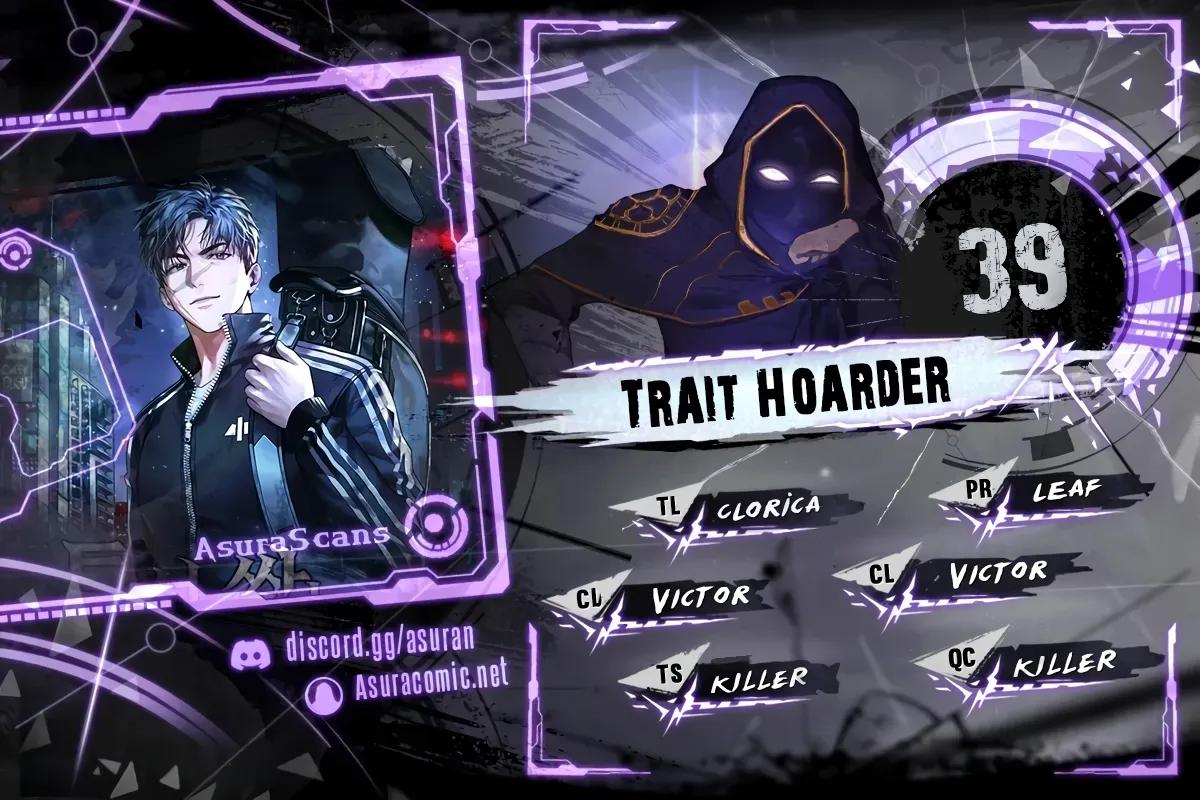 39
TRAIT HOARDER
TL CLORICA
PR LEAF
CL VICTOR
CL VICTOR
TS KILLER
QC KILLER
AsuraScans
discord.gg/asuran
Asuracomic.net